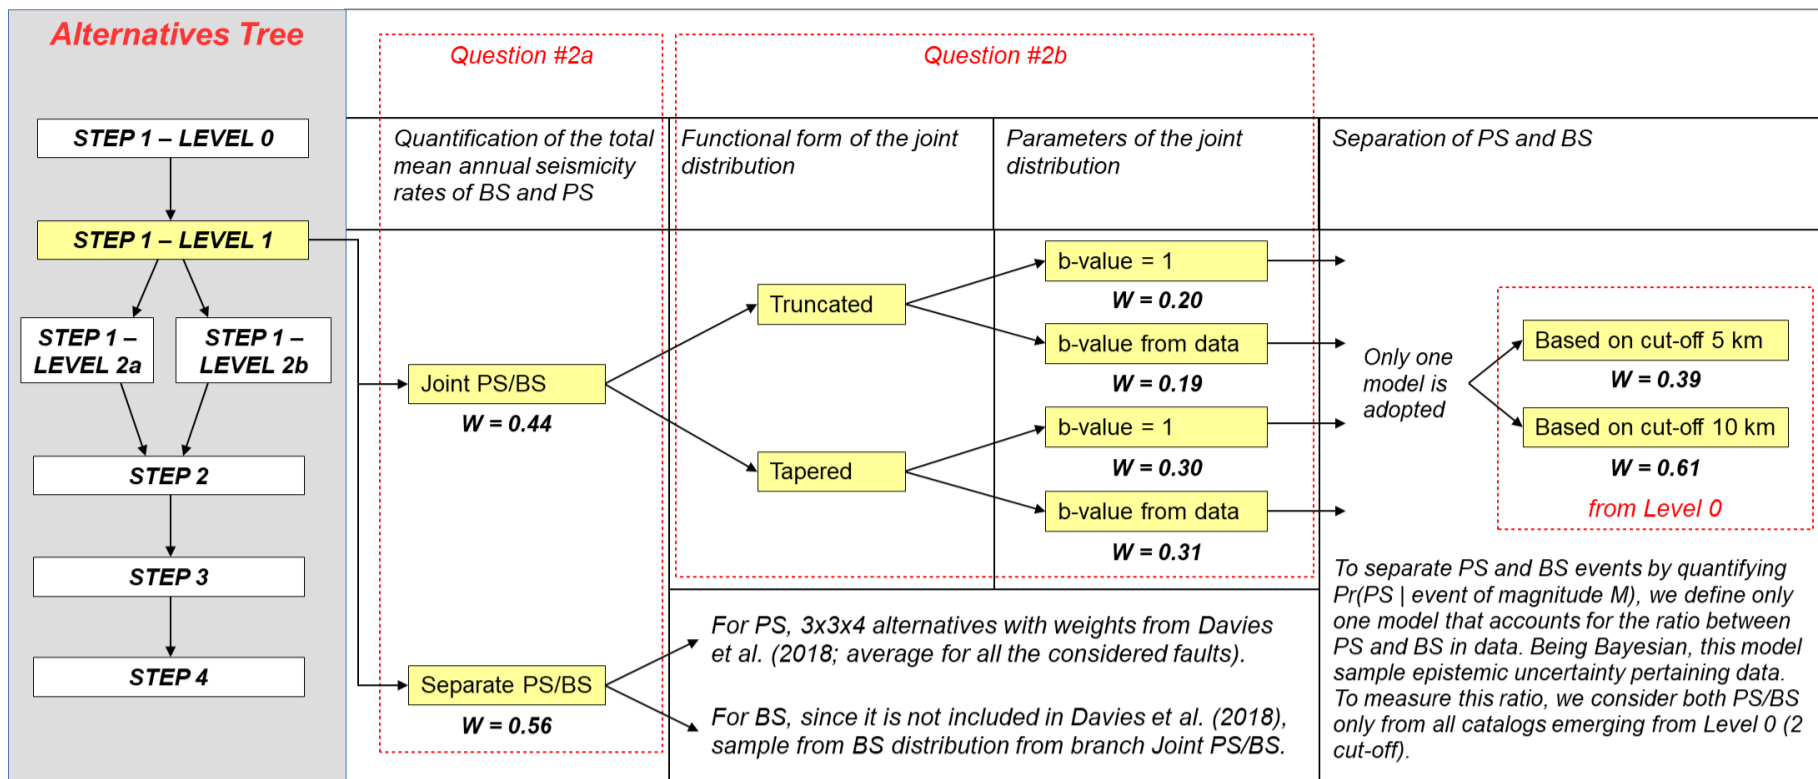 Alternatives Tree
STEP 1 – LEVEL 0
STEP 1 – LEVEL 1
STEP 1 –
LEVEL 2a
STEP 1 –
LEVEL 2b
STEP 2
STEP 3
STEP 4
Question #2a
Question #2b
Quantification of the total
mean annual seismicity
rates of BS and PS
Functional form of the joint
distribution
Parameters of the joint
distribution
Separation of PS and BS
Joint PS/BS
W = 0.44
Truncated
Tapered
b-value = 1
W = 0.20
b-value from data
W = 0.19
b-value = 1
W = 0.30
b-value from data
W = 0.31
Only one
model is
adopted
Based on cut-off 5 km
W = 0.39
Based on cut-off 10 km
W = 0.61
from Level 0
Separate PS/BS
W = 0.56
For PS, 3x3x4 alternatives with weights from Davies
et al. (2018; average for all the considered faults).
For BS, since it is not included in Davies et al. (2018),
sample from BS distribution from branch Joint PS/BS.
To separate PS and BS events by quantifying
Pr(PS | event of magnitude M), we define only
one model that accounts for the ratio between
PS and BS in data. Being Bayesian, this model
sample epistemic uncertainty pertaining data.
To measure this ratio, we consider both PS/BS
only from all catalogs emerging from Level 0 (2
cut-off).